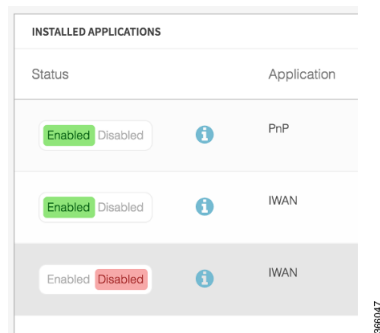 INSTALLED APPLICATIONS
Status Application
Enabled Disabled PnP
Enabled Disabled IWAN
Enabled Disabled IWAN
366047